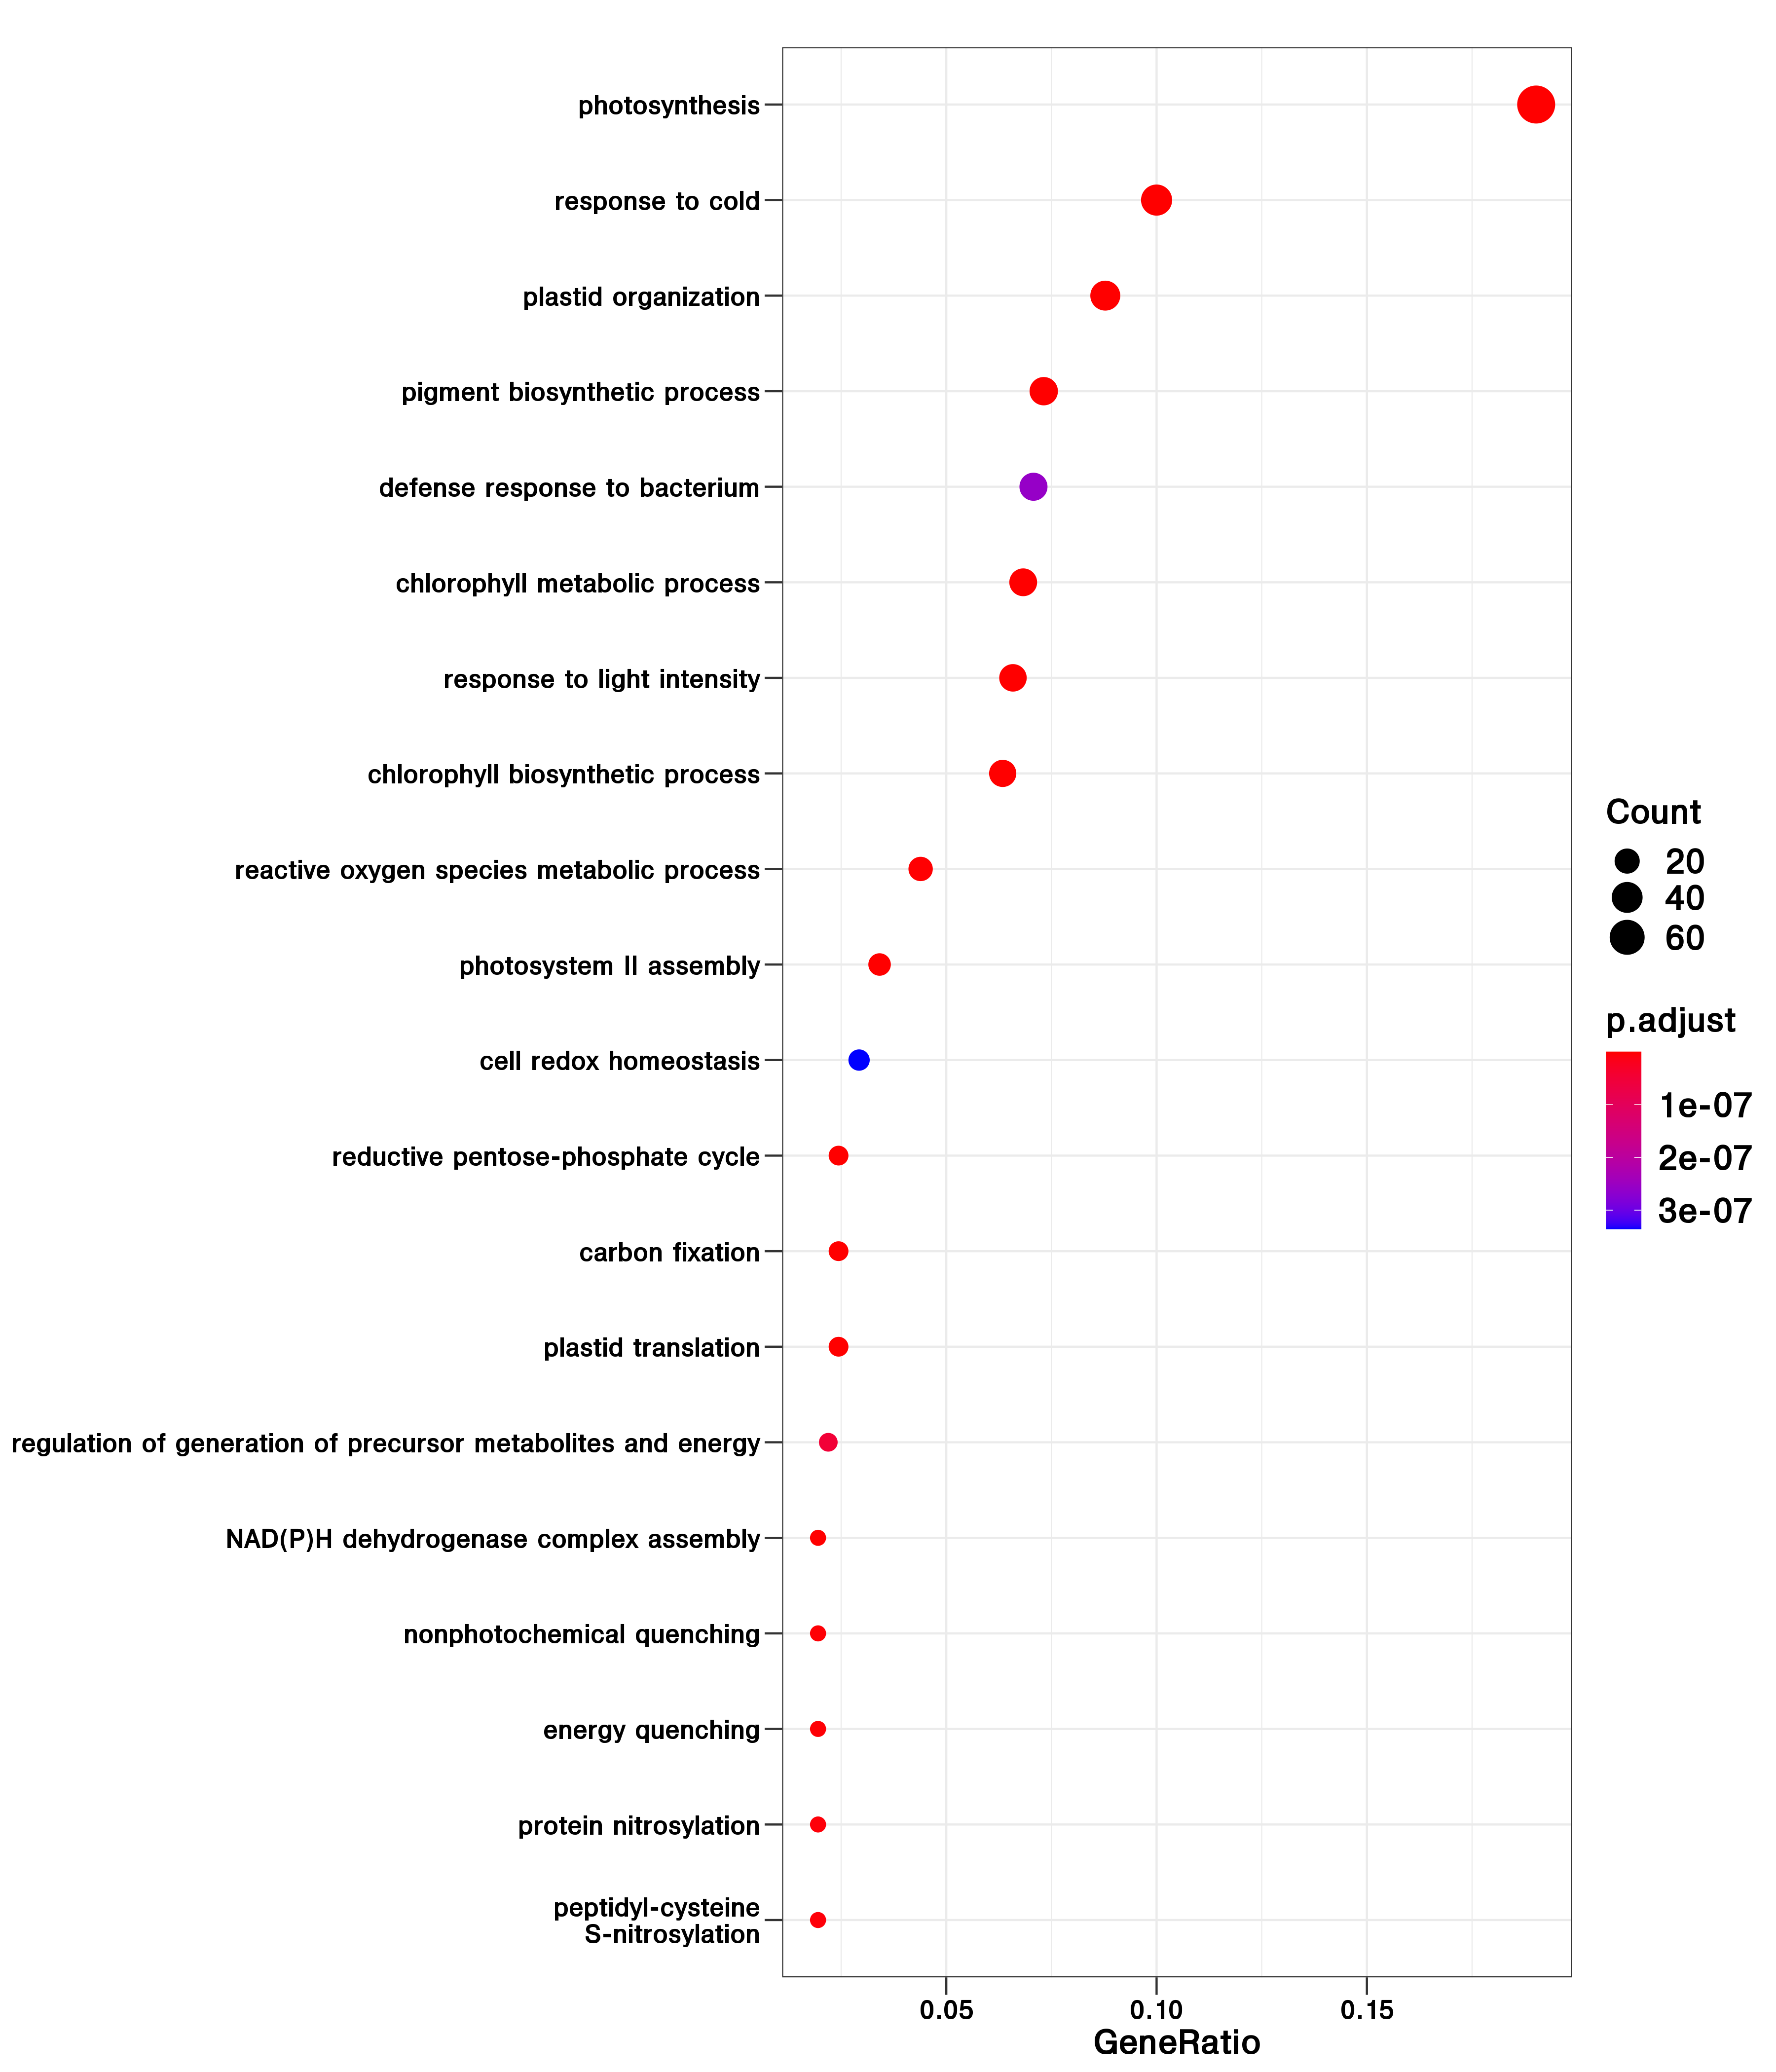 photosynthesis
response to cold
plastid organization
pigment biosynthetic process
defense response to bacterium
chlorophyll metabolic process
response to light intensity
chlorophyll biosynthetic process
reactive oxygen species metabolic process
photosystem II assembly
cell redox homeostasis
reductive pentose-phosphate cycle
carbon fixation
plastid translation
regulation of generation of precursor metabolites and energy
NAD(P)H dehydrogenase complex assembly
nonphotochemical quenching
energy quenching
protein nitrosylation
peptidyl-cysteine
S-nitrosylation
0.05 0.10 0.15
GeneRatio
Count
20
40
60
p.adjust
1e-07
2e-07
3e-07